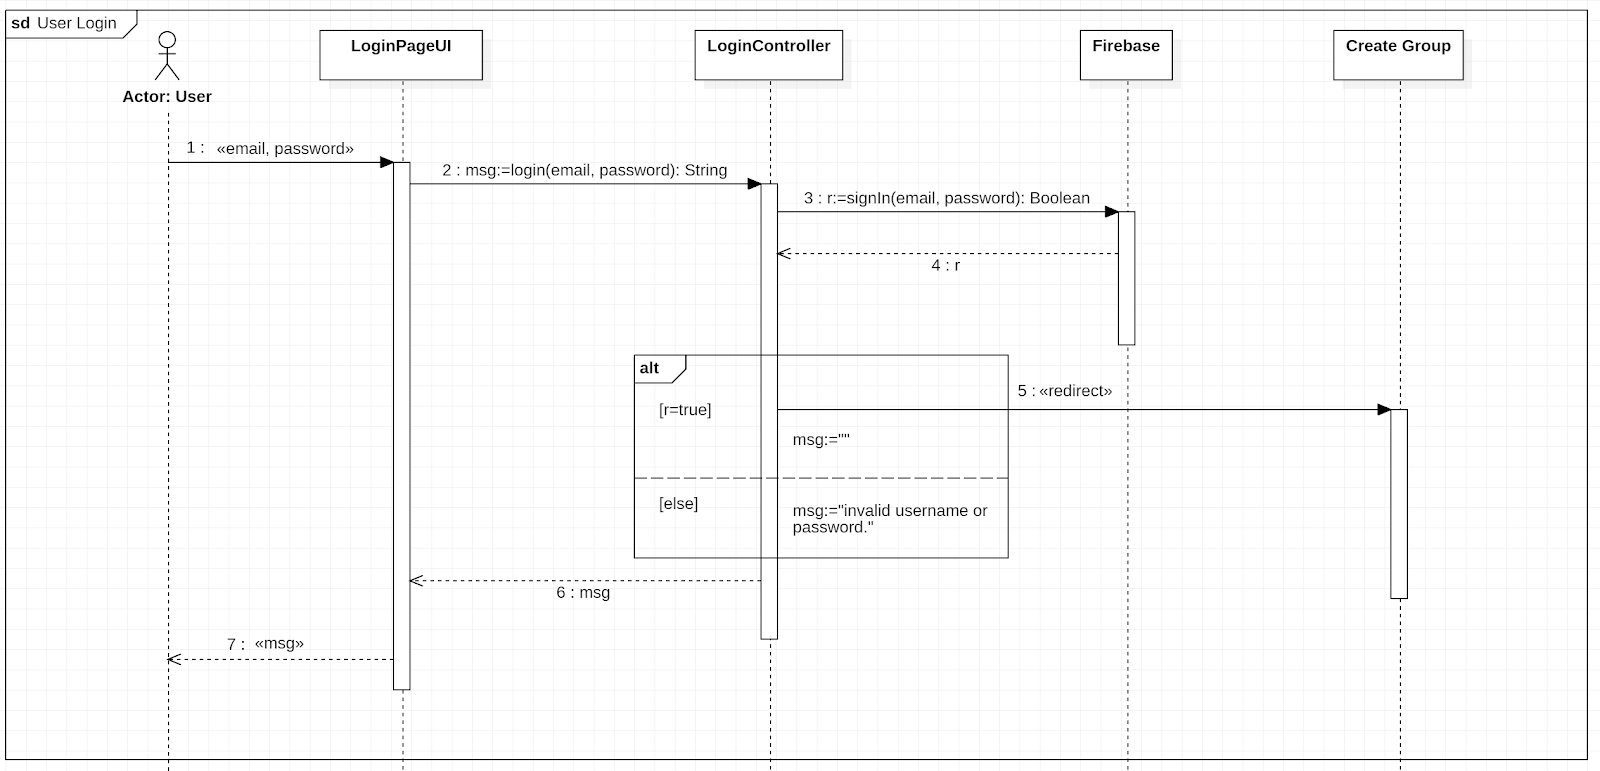 sd User Login
LoginPageUI
LoginController
Firebase
Create Group
Actor: User
1 : «email, password»
2 : msg:=login(email, password): String
3 : r:=signIn(email, password): Boolean
4 : r
alt
5 : «redirect»
[r=true]
msg:=""
[else]
msg:="invalid username or
password."
6 : msg
7 : «msg»